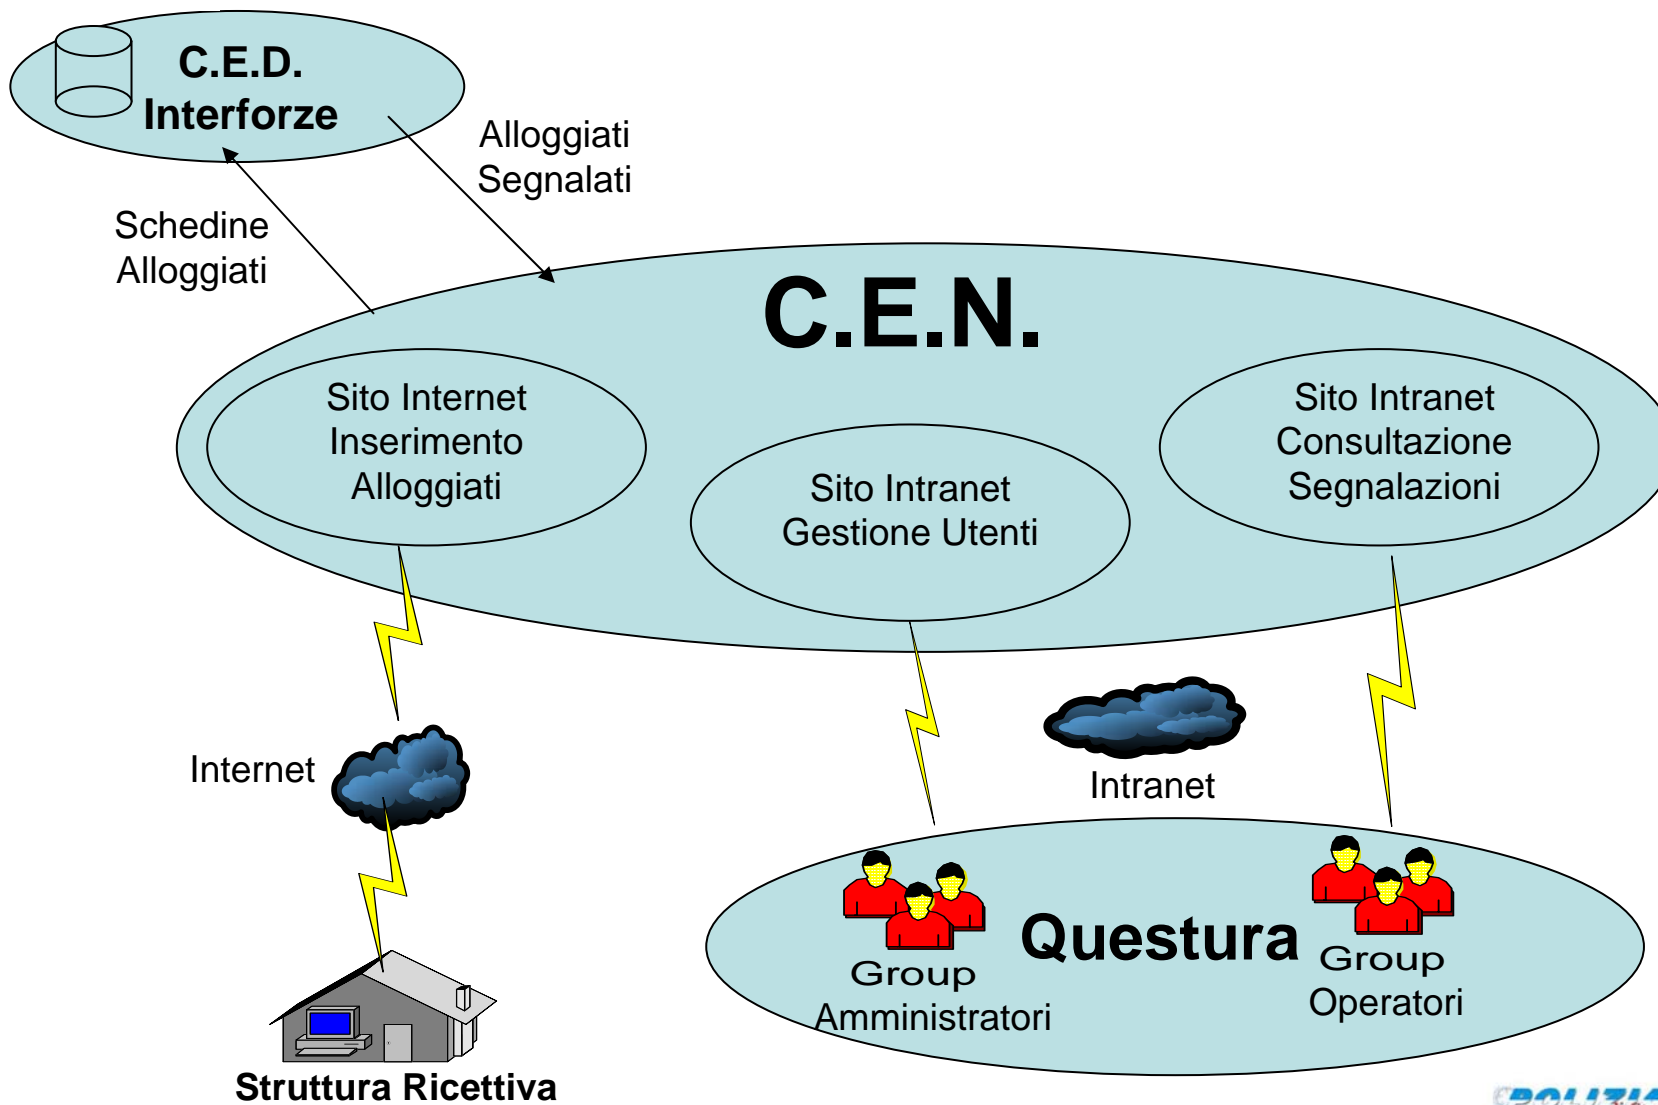 C.E.D.
Interforze
Alloggiati
Segnalati
Schedine
Alloggiati
C.E.N.
Sito Internet
Inserimento
Alloggiati
Sito Intranet
Gestione Utenti
Sito Intranet
Consultazione
Segnalazioni
Internet
Intranet
Questura
Group
Amministratori
Group
Operatori
Struttura Ricettiva
POLIZIA